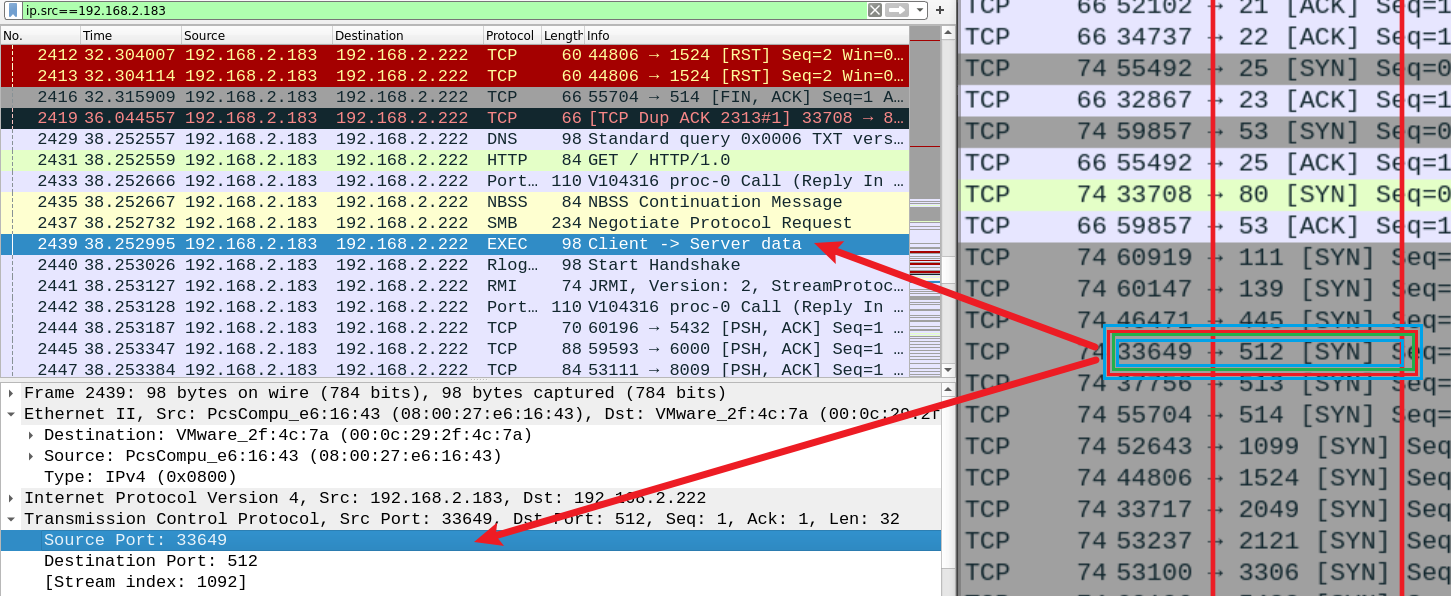 ip.src==192.168.2.183
No. Time Source Destination Protocol Length Info
2412 32.304007 192.168.2.183 192.168.2.222 TCP 60 44806 → 1524 [RST] Seq=2 Win=0…
2413 32.304114 192.168.2.183 192.168.2.222 TCP 60 44806 → 1524 [RST] Seq=2 Win=0…
2416 32.315909 192.168.2.183 192.168.2.222 TCP 66 55704 → 514 [FIN, ACK] Seq=1 A…
2419 36.044557 192.168.2.183 192.168.2.222 TCP 66 [TCP Dup ACK 2313#1] 33708 → 8…
2429 38.252557 192.168.2.183 192.168.2.222 DNS 98 Standard query 0x0006 TXT vers…
2431 38.252559 192.168.2.183 192.168.2.222 HTTP 84 GET / HTTP/1.0
2433 38.252666 192.168.2.183 192.168.2.222 Port… 110 V104316 proc-0 Call (Reply In …
2435 38.252667 192.168.2.183 192.168.2.222 NBSS 84 NBSS Continuation Message
2437 38.252732 192.168.2.183 192.168.2.222 SMB 234 Negotiate Protocol Request
2439 38.252995 192.168.2.183 192.168.2.222 EXEC 98 Client -> Server data
2440 38.253026 192.168.2.183 192.168.2.222 Rlog… 98 Start Handshake
2441 38.253127 192.168.2.183 192.168.2.222 RMI 74 JRMI, Version: 2, StreamProtoc…
2442 38.253128 192.168.2.183 192.168.2.222 Port… 110 V104316 proc-0 Call (Reply In …
2444 38.253187 192.168.2.183 192.168.2.222 TCP 70 60196 → 5432 [PSH, ACK] Seq=1 …
2445 38.253347 192.168.2.183 192.168.2.222 TCP 88 59593 → 6000 [PSH, ACK] Seq=1 …
2447 38.253384 192.168.2.183 192.168.2.222 TCP 84 53111 → 8009 [PSH, ACK] Seq=1 …
Frame 2439: 98 bytes on wire (784 bits), 98 bytes captured (784 bits)
Ethernet II, Src: PcsCompu_e6:16:43 (08:00:27:e6:16:43), Dst: VMware_2f:4c:7a (00:0c:29:2f
Destination: VMware_2f:4c:7a (00:0c:29:2f:4c:7a)
Source: PcsCompu_e6:16:43 (08:00:27:e6:16:43)
Type: IPv4 (0x0800)
Internet Protocol Version 4, Src: 192.168.2.183, Dst: 192.168.2.222
Transmission Control Protocol, Src Port: 33649, Dst Port: 512, Seq: 1, Ack: 1, Len: 32
Source Port: 33649
Destination Port: 512
[Stream index: 1092]
TCP 66 52102 → 21 [ACK] Seq=1
TCP 66 34737 → 22 [ACK] Seq=1
TCP 74 55492 → 25 [SYN] Seq=0
TCP 66 32867 → 23 [ACK] Seq=1
TCP 74 59857 → 53 [SYN] Seq=0
TCP 66 55492 → 25 [ACK] Seq=1
TCP 74 33708 → 80 [SYN] Seq=0
TCP 66 59857 → 53 [ACK] Seq=1
TCP 74 60919 → 111 [SYN] Seq=
TCP 74 60147 → 139 [SYN] Seq=
TCP 74 46471 → 445 [SYN] Seq=
TCP 74 33649 → 512 [SYN] Seq=
TCP 74 37756 → 513 [SYN] Seq=
TCP 74 55704 → 514 [SYN] Seq=
TCP 74 52643 → 1099 [SYN] Seq
TCP 74 44806 → 1524 [SYN] Seq
TCP 74 33717 → 2049 [SYN] Seq
TCP 74 53237 → 2121 [SYN] Seq
TCP 74 53100 → 3306 [SYN] Seq